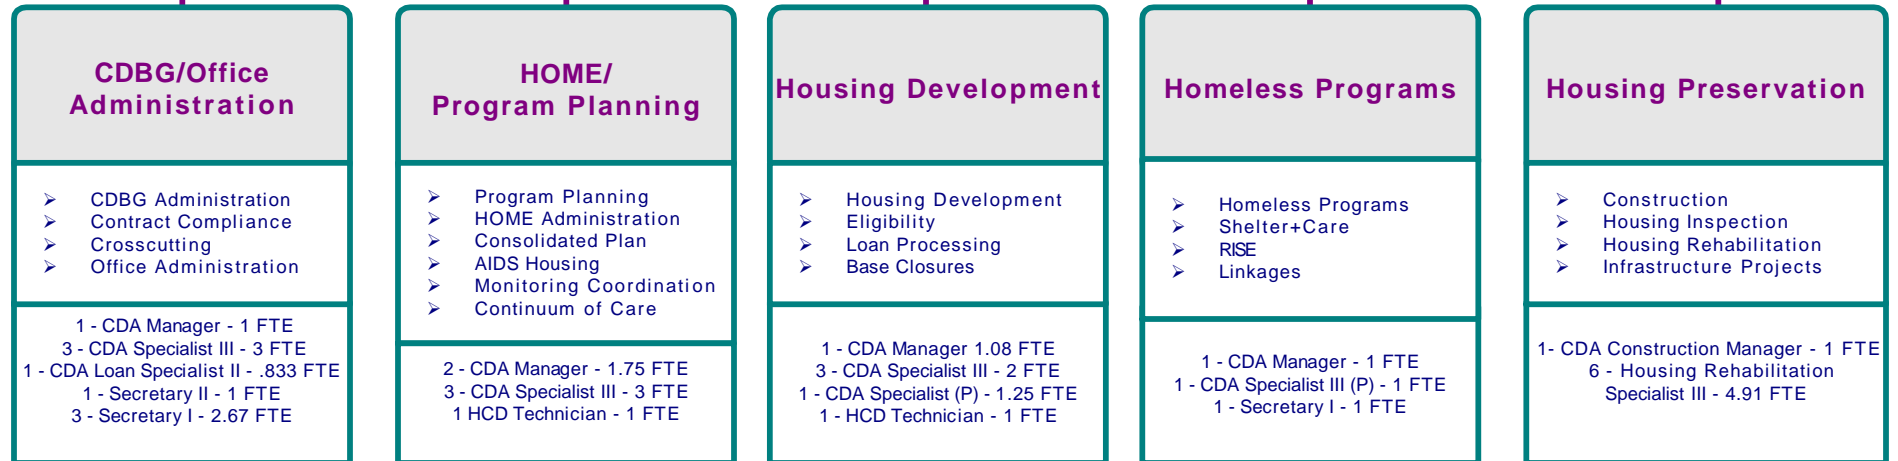 CDBG/Office
Administration
➢ CDBG Administration
➢ Contract Compliance
➢ Crosscutting
➢ Office Administration
1 - CDA Manager - 1 FTE
3 - CDA Specialist III - 3 FTE
1 - CDA Loan Specialist II - .833 FTE
1 - Secretary II - 1 FTE
3 - Secretary I - 2.67 FTE
HOME/
Program Planning
➢ Program Planning
➢ HOME Administration
➢ Consolidated Plan
➢ AIDS Housing
➢ Monitoring Coordination
➢ Continuum of Care
2 - CDA Manager - 1.75 FTE
3 - CDA Specialist III - 3 FTE
1 HCD Technician - 1 FTE
Housing Development
➢ Housing Development
➢ Eligibility
➢ Loan Processing
➢ Base Closures
1 - CDA Manager 1.08 FTE
3 - CDA Specialist III - 2 FTE
1 - CDA Specialist (P) - 1.25 FTE
1 - HCD Technician - 1 FTE
Homeless Programs
➢ Homeless Programs
➢ Shelter+Care
➢ RISE
➢ Linkages
1 - CDA Manager - 1 FTE
1 - CDA Specialist III (P) - 1 FTE
1 - Secretary I - 1 FTE
Housing Preservation
➢ Construction
➢ Housing Inspection
➢ Housing Rehabilitation
➢ Infrastructure Projects
1- CDA Construction Manager - 1 FTE
6 - Housing Rehabilitation
Specialist III - 4.91 FTE